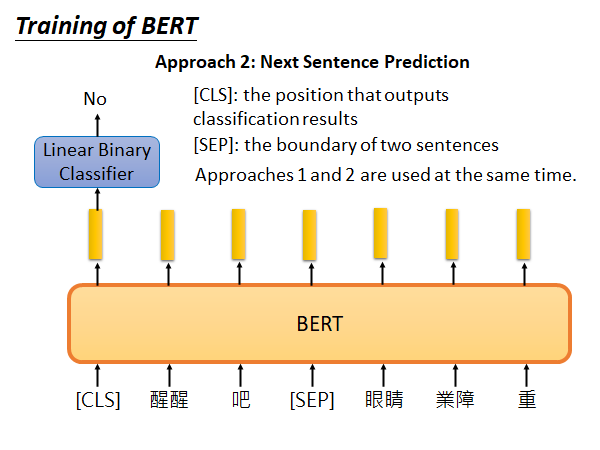 Training of BERT
Approach 2: Next Sentence Prediction
No
[CLS]: the position that outputs
classification results
Linear Binary
Classifier
[SEP]: the boundary of two sentences
Approaches 1 and 2 are used at the same time.
BERT
[CLS] 醒醒 吧 [SEP] 眼睛 業障 重